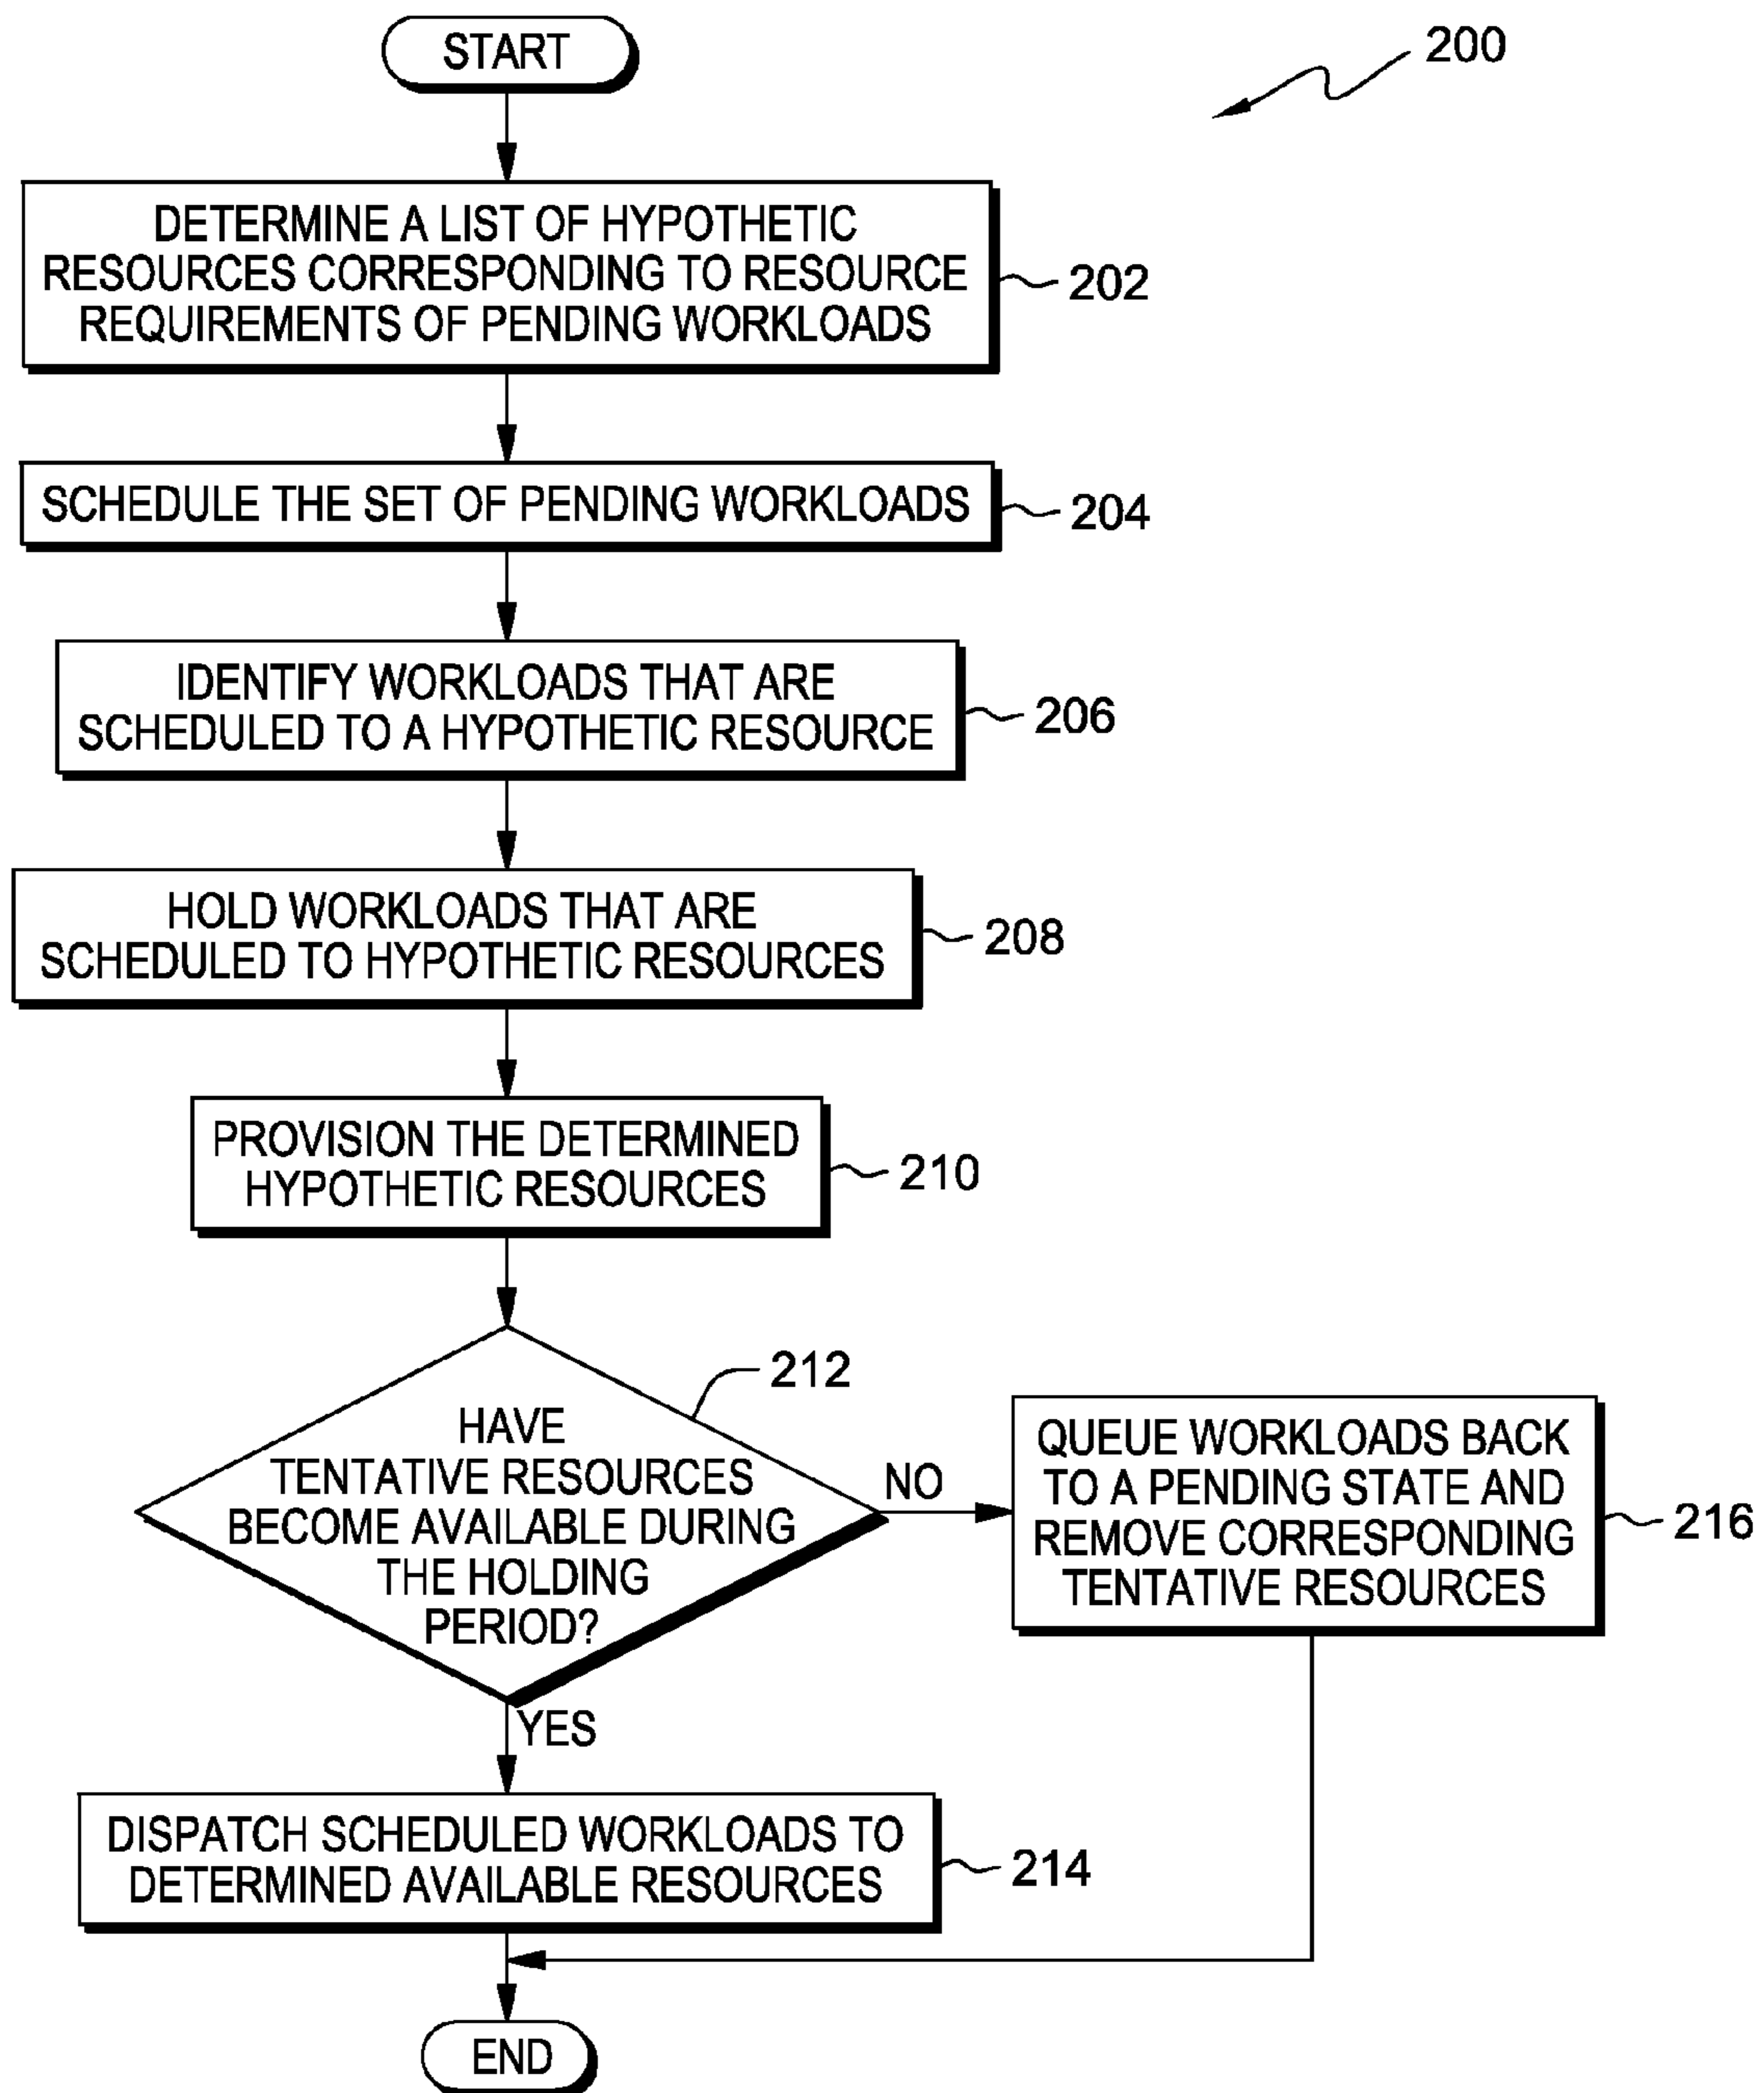 START
200
DETERMINE A LIST OF HYPOTHETIC
RESOURCES CORRESPONDING TO RESOURCE
REQUIREMENTS OF PENDING WORKLOADS
202
SCHEDULE THE SET OF PENDING WORKLOADS
204
IDENTIFY WORKLOADS THAT ARE
SCHEDULED TO A HYPOTHETIC RESOURCE
206
HOLD WORKLOADS THAT ARE
SCHEDULED TO HYPOTHETIC RESOURCES
208
PROVISION THE DETERMINED
HYPOTHETIC RESOURCES
210
212
HAVE
TENTATIVE RESOURCES
BECOME AVAILABLE DURING
THE HOLDING
PERIOD?
NO
QUEUE WORKLOADS BACK
TO A PENDING STATE AND
REMOVE CORRESPONDING
TENTATIVE RESOURCES
216
YES
DISPATCH SCHEDULED WORKLOADS TO
DETERMINED AVAILABLE RESOURCES
214
END